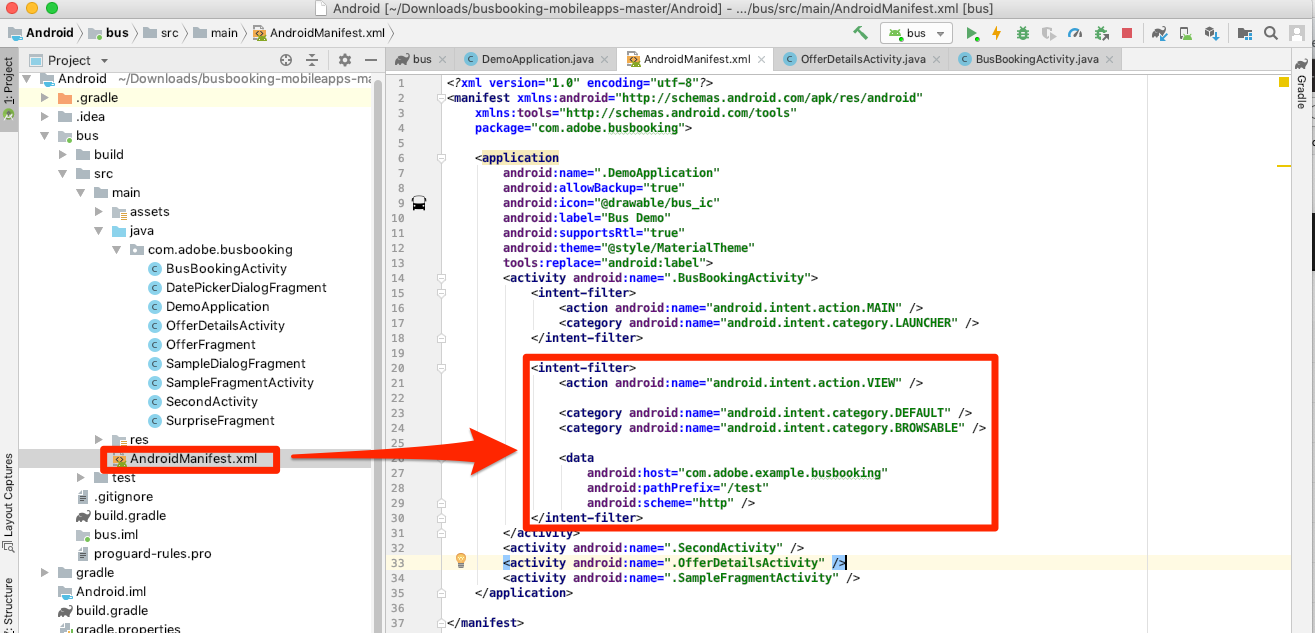 Android [~/Downloads/busbooking-mobileapps-master/Android] - .../bus/src/main/AndroidManifest.xml [bus]
Android bus src main AndroidManifest.xml bus
Project
bus DemoApplication.java AndroidManifest.xml OfferDetailsActivity.java BusBookingActivity.java
1: Project
Layout Captures
Structure
Gradle
Android ~/Downloads/busbooking-mobileapps-ma
.gradle
.idea
bus
build
src
main
assets
java
com.adobe.busbooking
BusBookingActivity
DatePickerDialogFragment
DemoApplication
OfferDetailsActivity
OfferFragment
SampleDialogFragment
SampleFragmentActivity
SecondActivity
SurpriseFragment
res
AndroidManifest.xml
test
.gitignore
build.gradle
bus.iml
proguard-rules.pro
gradle
Android.iml
build.gradle
gradle.properties
1 <?xml version="1.0" encoding="utf-8"?>
2 <manifest xmlns:android="http://schemas.android.com/apk/res/android"
3 xmlns:tools="http://schemas.android.com/tools"
4 package="com.adobe.busbooking">
5
6 <application
7 android:name=".DemoApplication"
8 android:allowBackup="true"
9 android:icon="@drawable/bus_ic"
10 android:label="Bus Demo"
11 android:supportsRtl="true"
12 android:theme="@style/MaterialTheme"
13 tools:replace="android:label">
14 <activity android:name=".BusBookingActivity">
15 <intent-filter>
16 <action android:name="android.intent.action.MAIN" />
17 <category android:name="android.intent.category.LAUNCHER" />
18 </intent-filter>
19
20 <intent-filter>
21 <action android:name="android.intent.action.VIEW" />
22
23 <category android:name="android.intent.category.DEFAULT" />
24 <category android:name="android.intent.category.BROWSABLE" />
25
26 <data
27 android:host="com.adobe.example.busbooking"
28 android:pathPrefix="/test"
29 android:scheme="http" />
30 </intent-filter>
31 </activity>
32 <activity android:name=".SecondActivity" />
33 <activity android:name=".OfferDetailsActivity" />
34 <activity android:name=".SampleFragmentActivity" />
35 </application>
36
37 </manifest>